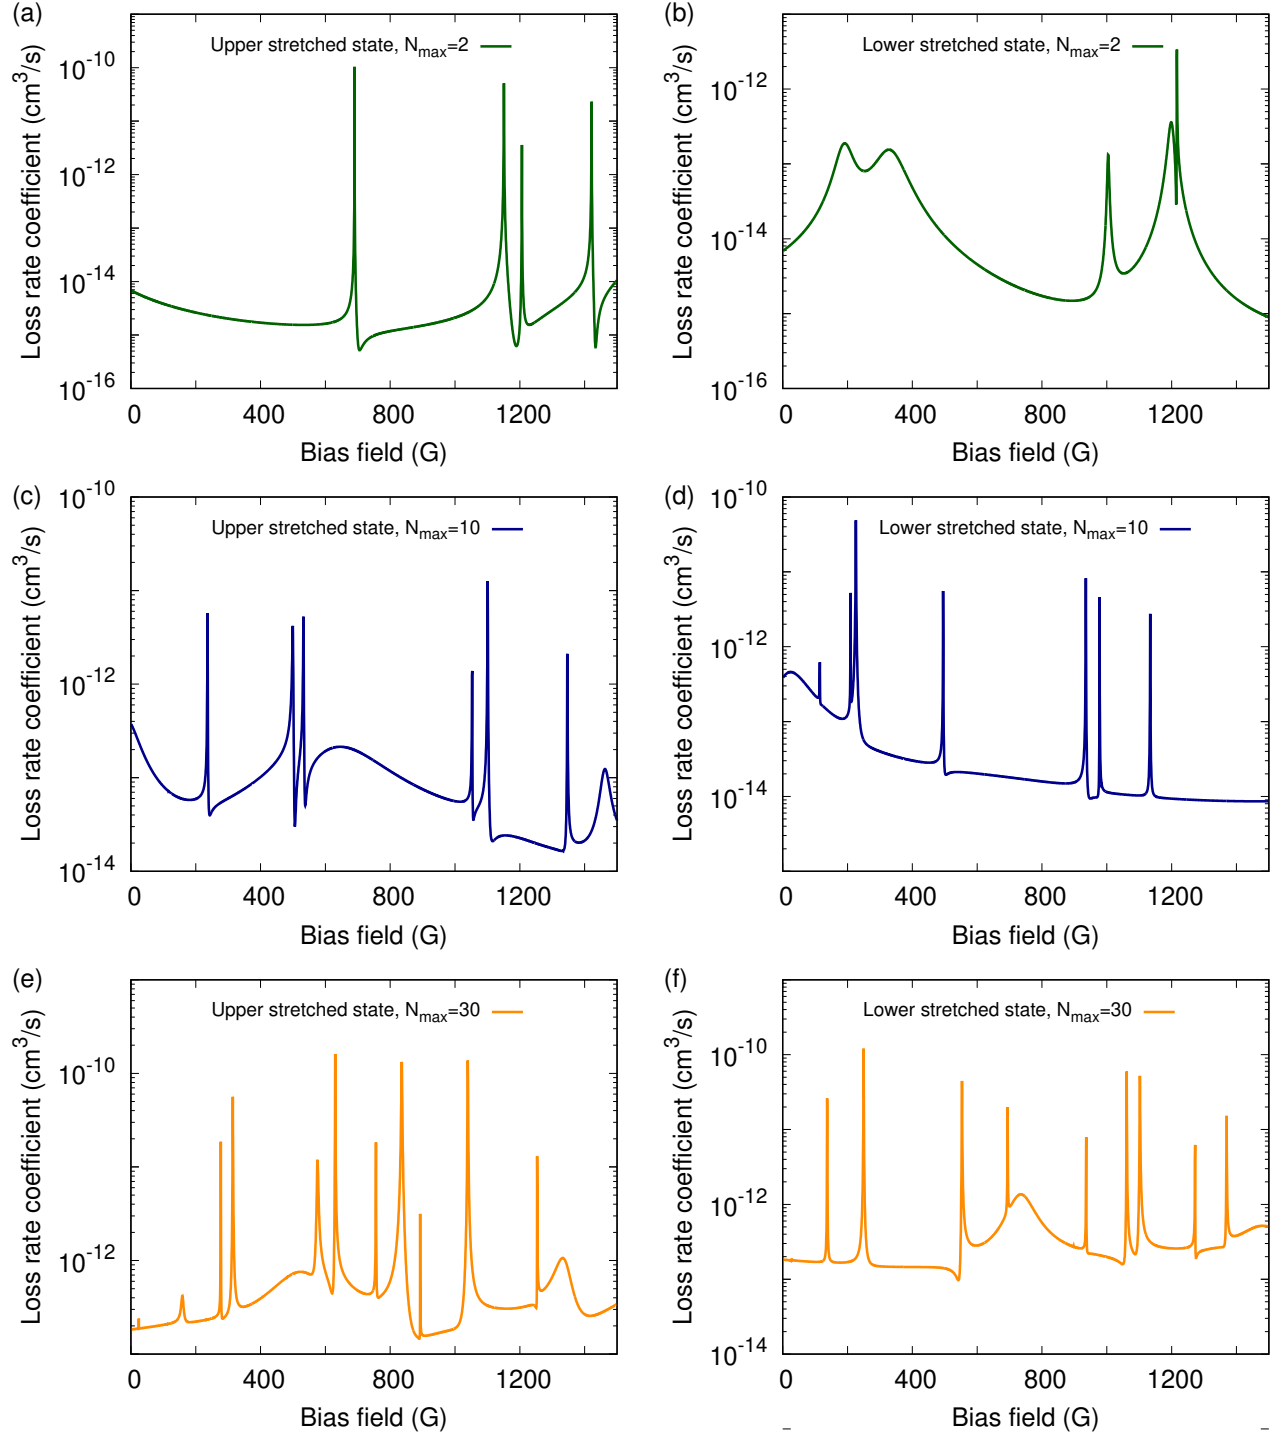 (a)
Loss rate coefficient (cm³/s)
10⁻¹⁰
10⁻¹²
10⁻¹⁴
10⁻¹⁶
Upper stretched state, Nmax=2
0 400 800 1200
Bias field (G)
(b)
Loss rate coefficient (cm³/s)
10⁻¹²
10⁻¹⁴
10⁻¹⁶
Lower stretched state, Nmax=2
0 400 800 1200
Bias field (G)
(c)
Loss rate coefficient (cm³/s)
10⁻¹⁰
10⁻¹²
10⁻¹⁴
Upper stretched state, Nmax=10
0 400 800 1200
Bias field (G)
(d)
Loss rate coefficient (cm³/s)
10⁻¹⁰
10⁻¹²
10⁻¹⁴
Lower stretched state, Nmax=10
0 400 800 1200
Bias field (G)
(e)
Loss rate coefficient (cm³/s)
10⁻¹⁰
10⁻¹²
Upper stretched state, Nmax=30
0 400 800 1200
Bias field (G)
(f)
Loss rate coefficient (cm³/s)
10⁻¹⁰
10⁻¹²
10⁻¹⁴
Lower stretched state, Nmax=30
0 400 800 1200
Bias field (G)